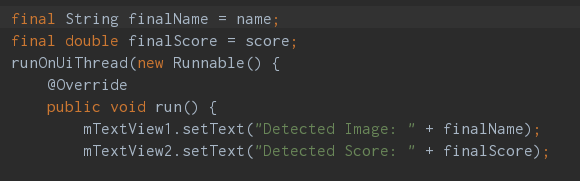 final String finalName = name;
final double finalScore = score;
runOnUiThread(new Runnable() {
    @Override
    public void run() {
        mTextView1.setText("Detected Image: " + finalName);
        mTextView2.setText("Detected Score: " + finalScore);